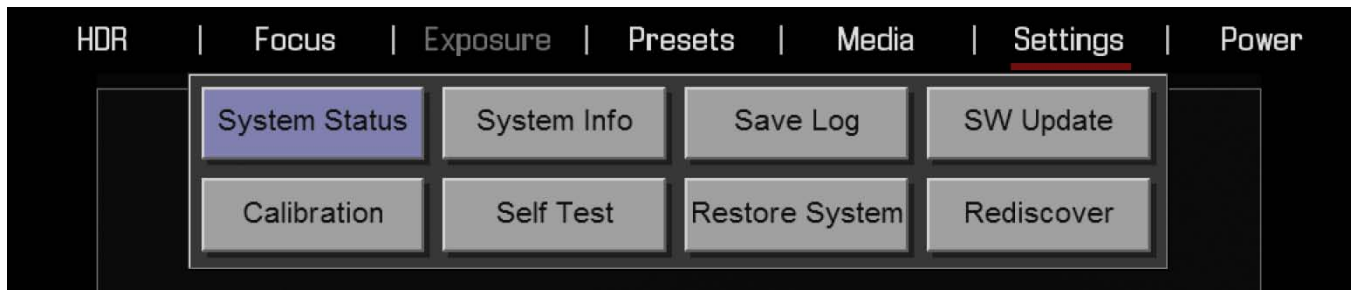 HDR | Focus | Exposure | Presets | Media | Settings | Power
System Status System Info Save Log SW Update
Calibration Self Test Restore System Rediscover